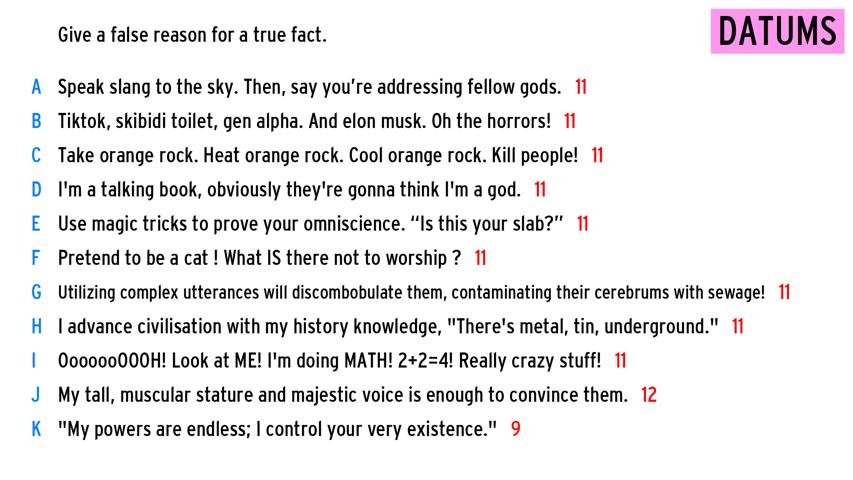 Give a false reason for a true fact.
DATUMS
A Speak slang to the sky. Then, say you're addressing fellow gods. 11
B Tiktok, skibidi toilet, gen alpha. And elon musk. Oh the horrors! 11
C Take orange rock. Heat orange rock. Cool orange rock. Kill people! 11
D I'm a talking book, obviously they're gonna think I'm a god. 11
E Use magic tricks to prove your omniscience. “Is this your slab?” 11
F Pretend to be a cat ! What IS there not to worship ? 11
G Utilizing complex utterances will discombobulate them, contaminating their cerebrums with sewage! 11
H I advance civilisation with my history knowledge, "There's metal, tin, underground." 11
I OoooooOOOH! Look at ME! I'm doing MATH! 2+2=4! Really crazy stuff! 11
J My tall, muscular stature and majestic voice is enough to convince them. 12
K "My powers are endless; I control your very existence." 9